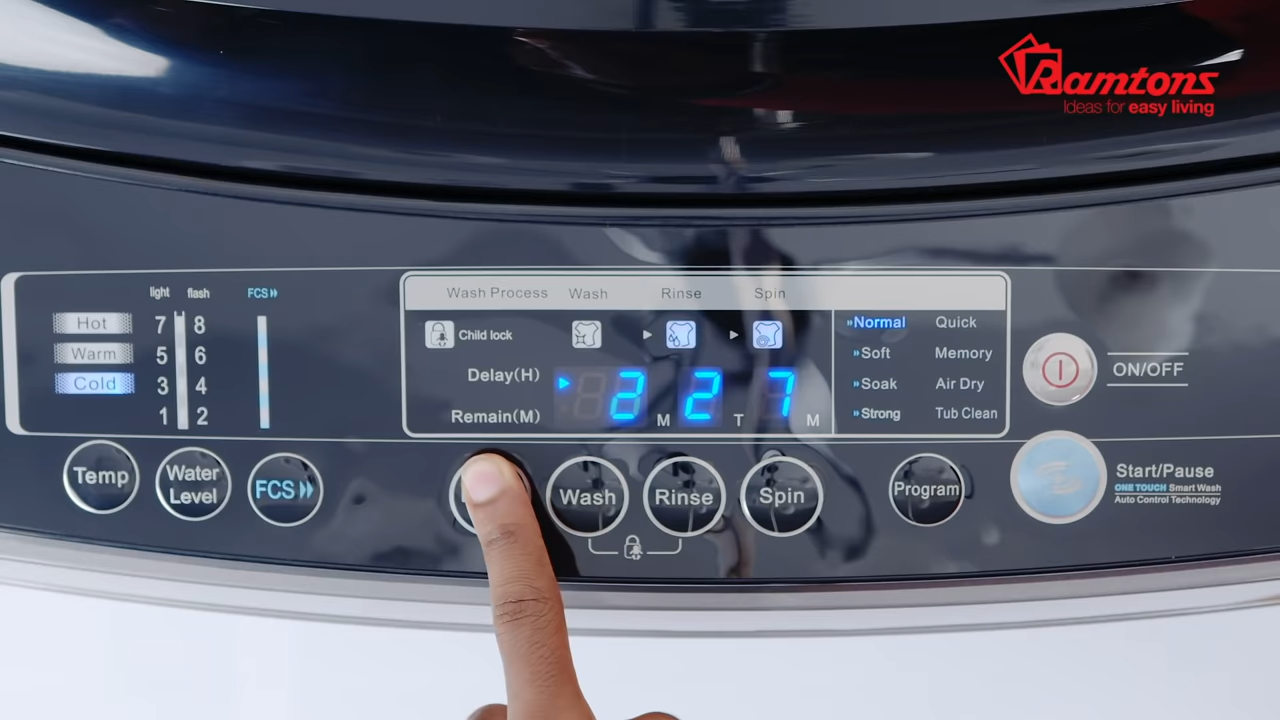 Ramtons
Ideas for easy living
light flash FCS
Hot 7 8
Warm 5 6
Cold 3 4
1 2
Wash Process Wash Rinse Spin
Child lock
Delay(H)
Remain(M)
2 M 2 T 7 M
Normal Quick
Soft Memory
Soak Air Dry
Strong Tub Clean
ON/OFF
Temp
Water
Level
FCS
Wash
Rinse
Spin
Program
Start/Pause
ONE TOUCH Smart Wash
Auto Control Technology